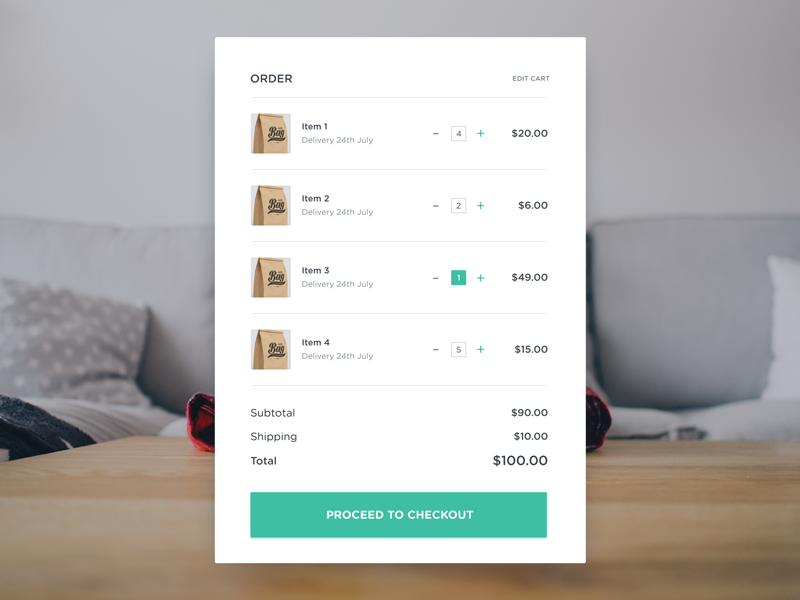 ORDER EDIT CART
Bag
Item 1
Delivery 24th July
– 4 + $20.00
Bag
Item 2
Delivery 24th July
– 2 + $6.00
Bag
Item 3
Delivery 24th July
– 1 + $49.00
Bag
Item 4
Delivery 24th July
– 5 + $15.00
Subtotal $90.00
Shipping $10.00
Total $100.00
PROCEED TO CHECKOUT